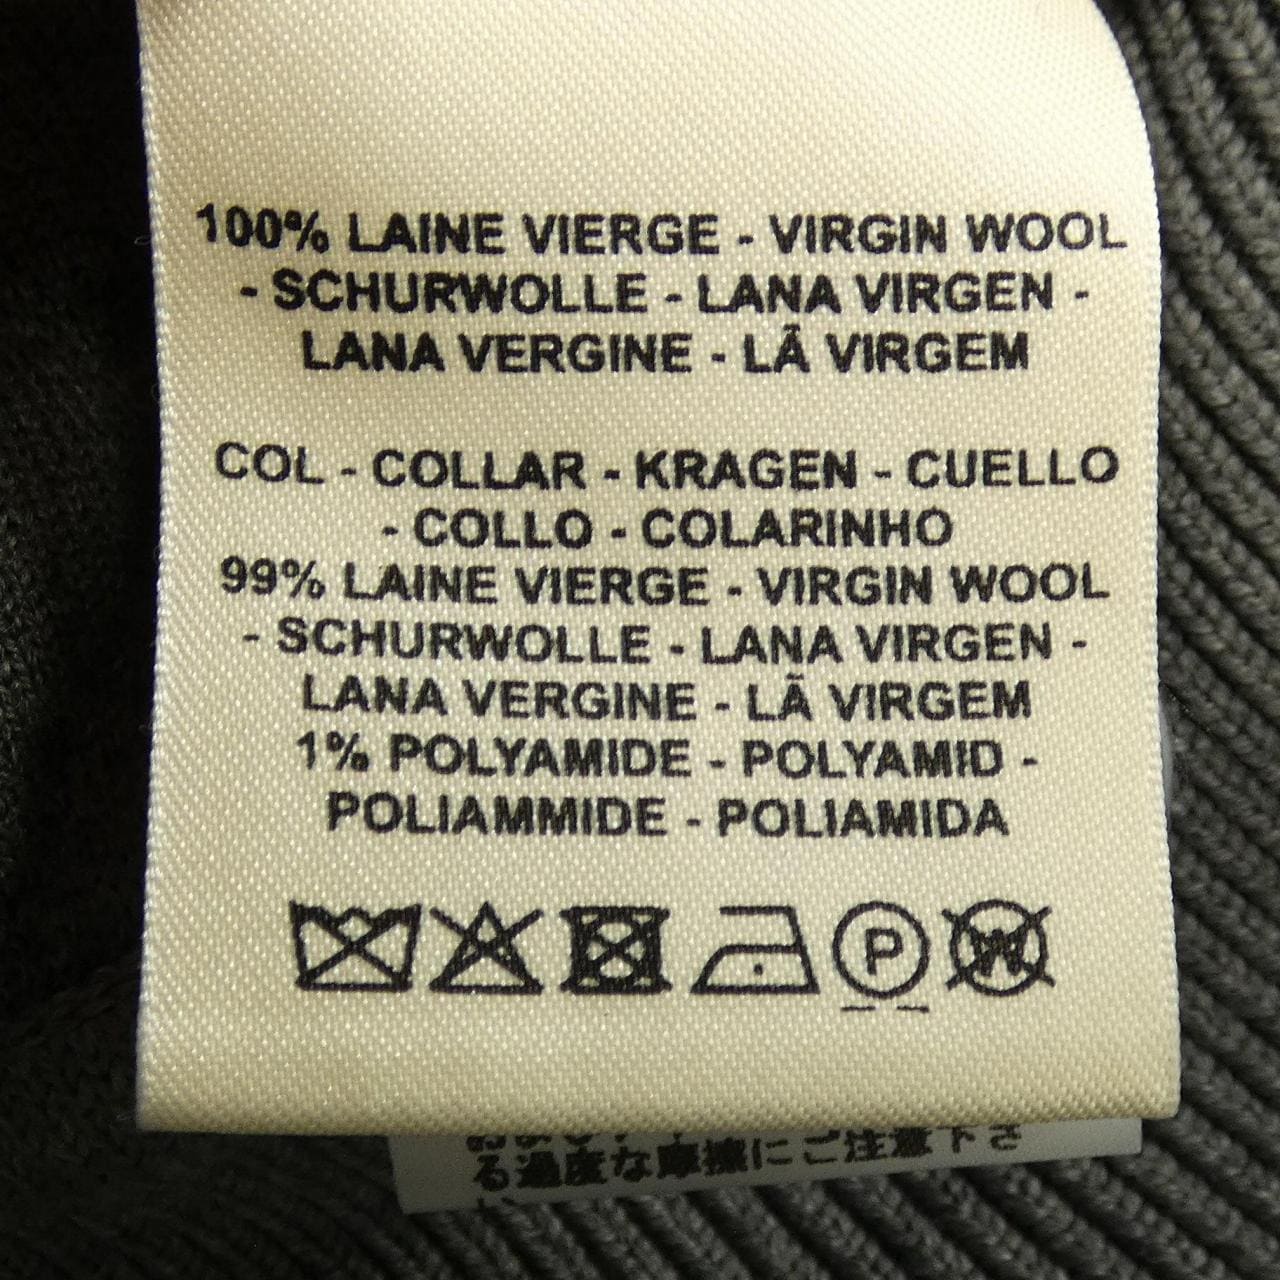 100% LAINE VIERGE - VIRGIN WOOL
- SCHURWOLLE - LANA VIRGEN -
LANA VERGINE - LÃ VIRGEM
COL - COLLAR - KRAGEN - CUELLO
- COLLO - COLARINHO
99% LAINE VIERGE - VIRGIN WOOL
- SCHURWOLLE - LANA VIRGEN -
LANA VERGINE - LÃ VIRGEM
1% POLYAMIDE - POLYAMID -
POLIAMMIDE - POLIAMIDA
P W
る過度な摩擦にご注意下さ